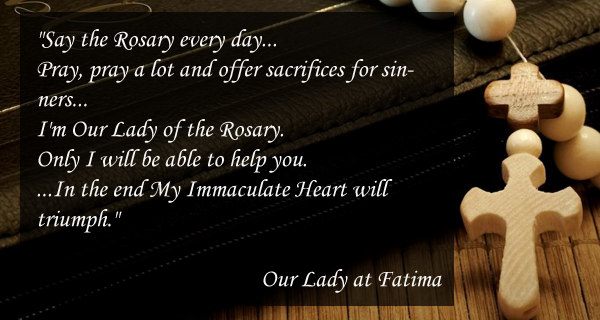 "Say the Rosary every day...
Pray, pray a lot and offer sacrifices for sin-
ners...
I'm Our Lady of the Rosary.
Only I will be able to help you.
...In the end My Immaculate Heart will
triumph."
Our Lady at Fatima